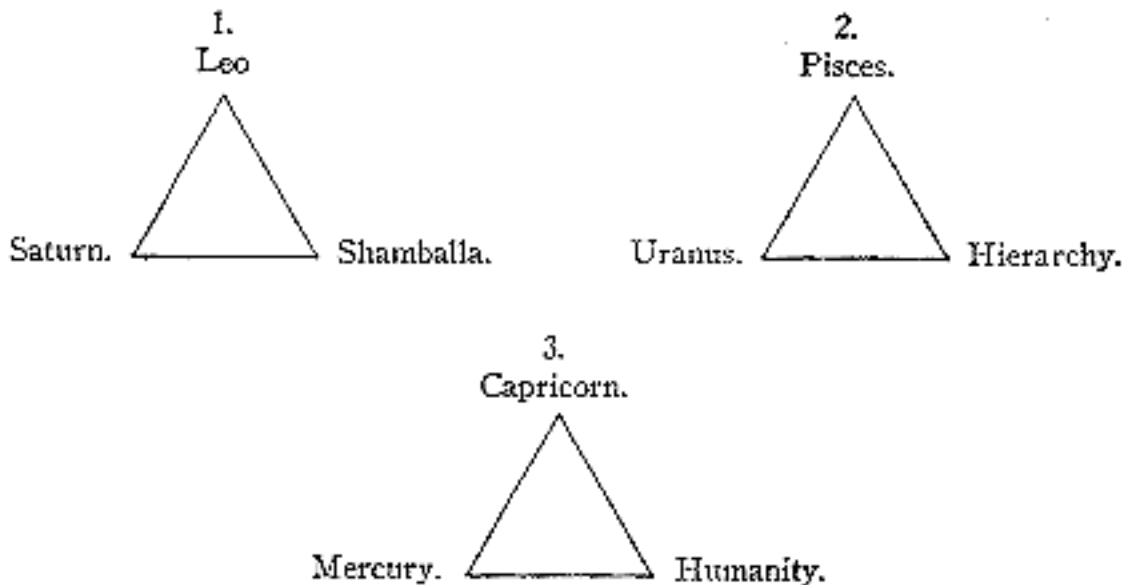 1.
Leo
Saturn.
Shamballa.
2.
Pisces.
Uranus.
Hierarchy.
3.
Capricorn.
Mercury.
Humanity.